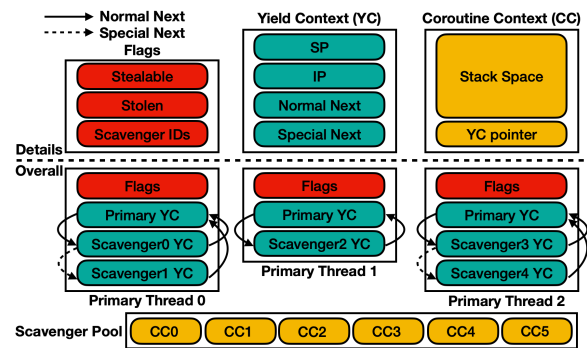 Normal Next
Special Next
Flags
Stealable
Stolen
Scavenger IDs
Yield Context (YC)
SP
IP
Normal Next
Special Next
Coroutine Context (CC)
Stack Space
YC pointer
Details
Overall
Flags
Primary YC
Scavenger0 YC
Scavenger1 YC
Primary Thread 0
Flags
Primary YC
Scavenger2 YC
Primary Thread 1
Flags
Primary YC
Scavenger3 YC
Scavenger4 YC
Primary Thread 2
Scavenger Pool
CC0 CC1 CC2 CC3 CC4 CC5